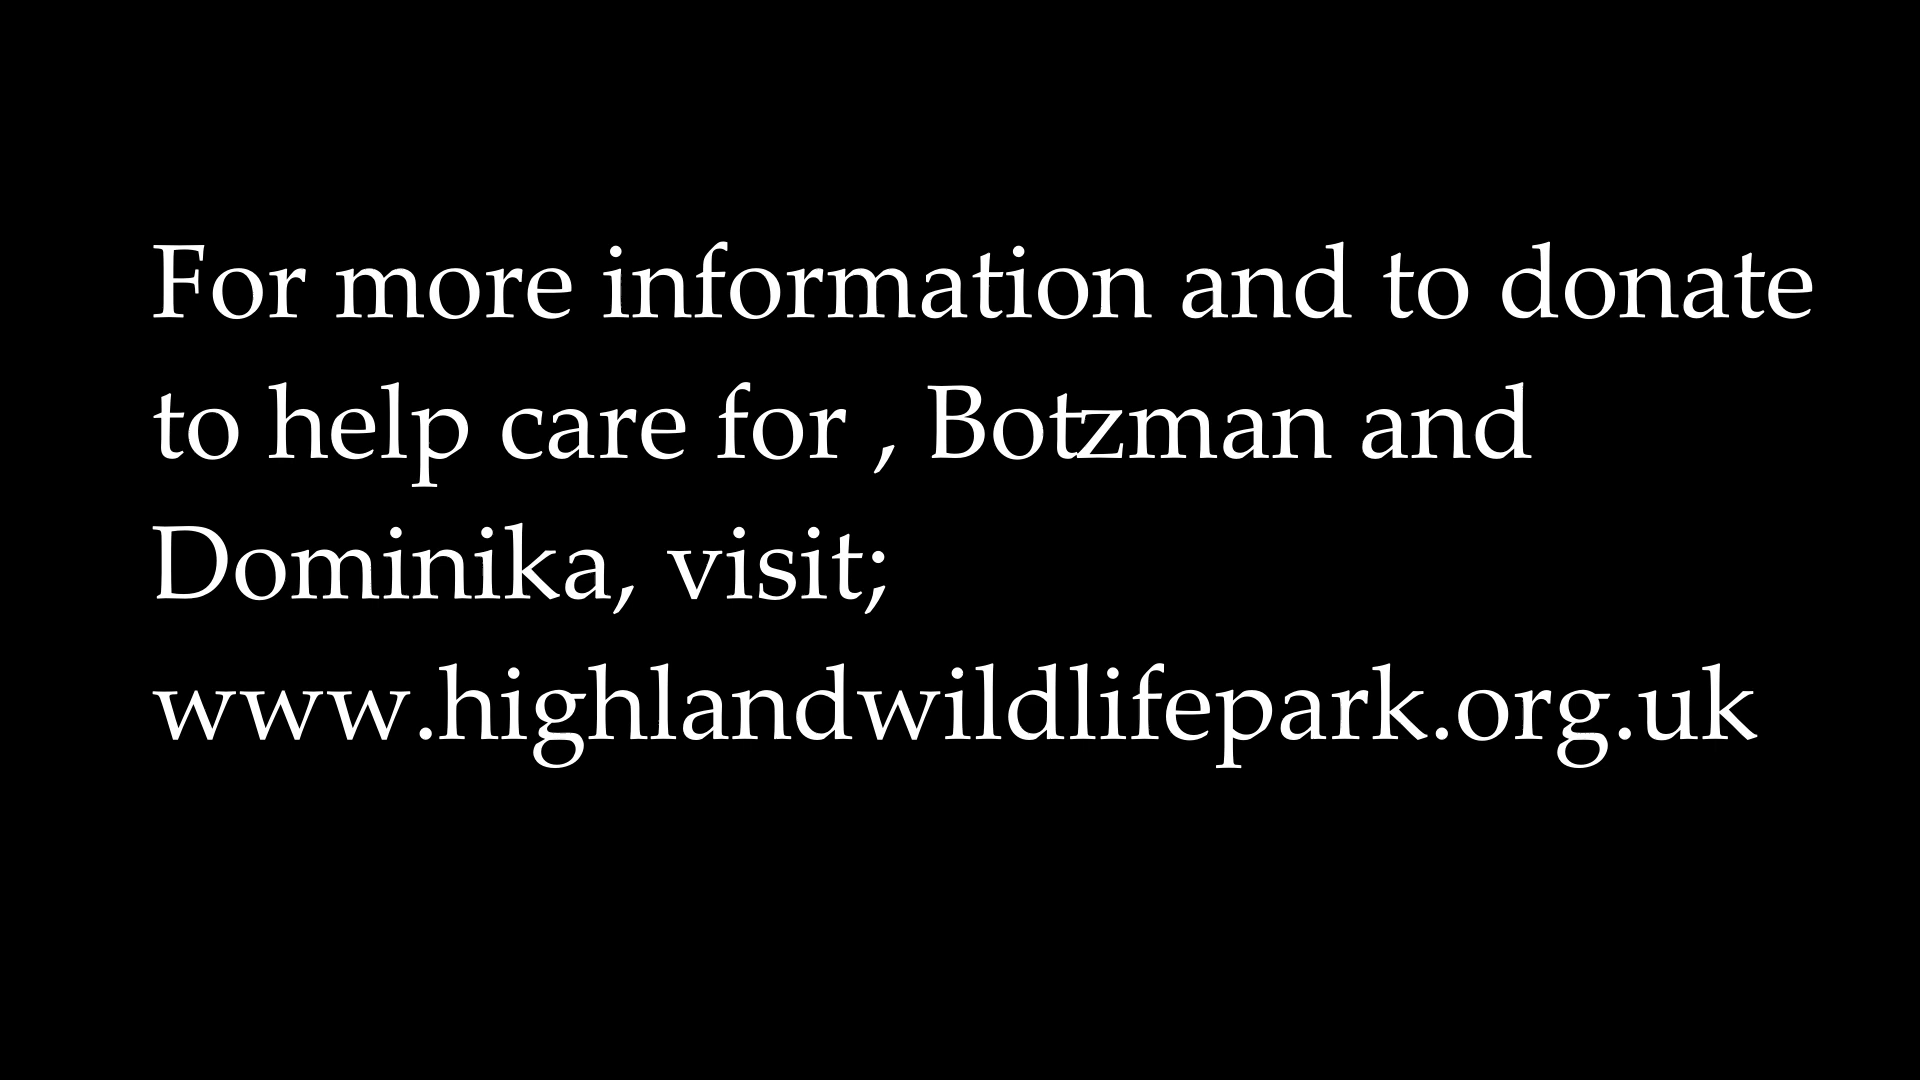 For more information and to donate
to help care for , Botzman and
Dominika, visit;
www.highlandwildlifepark.org.uk